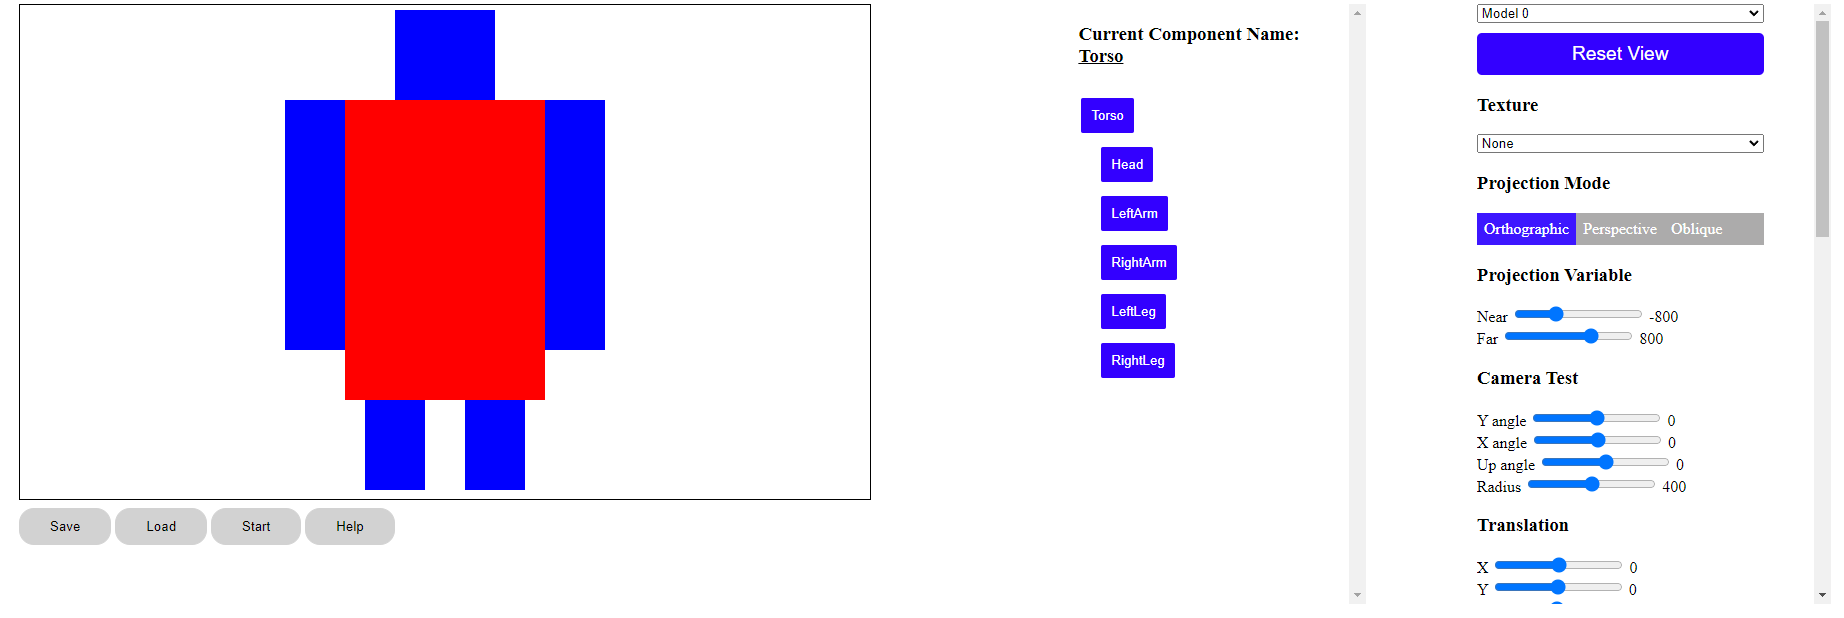 Save
Load
Start
Help
Current Component Name:
Torso
Torso
Head
LeftArm
RightArm
LeftLeg
RightLeg
Model 0
Reset View
Texture
None
Projection Mode
Orthographic Perspective Oblique
Projection Variable
Near -800
Far 800
Camera Test
Y angle 0
X angle 0
Up angle 0
Radius 400
Translation
X 0
Y 0